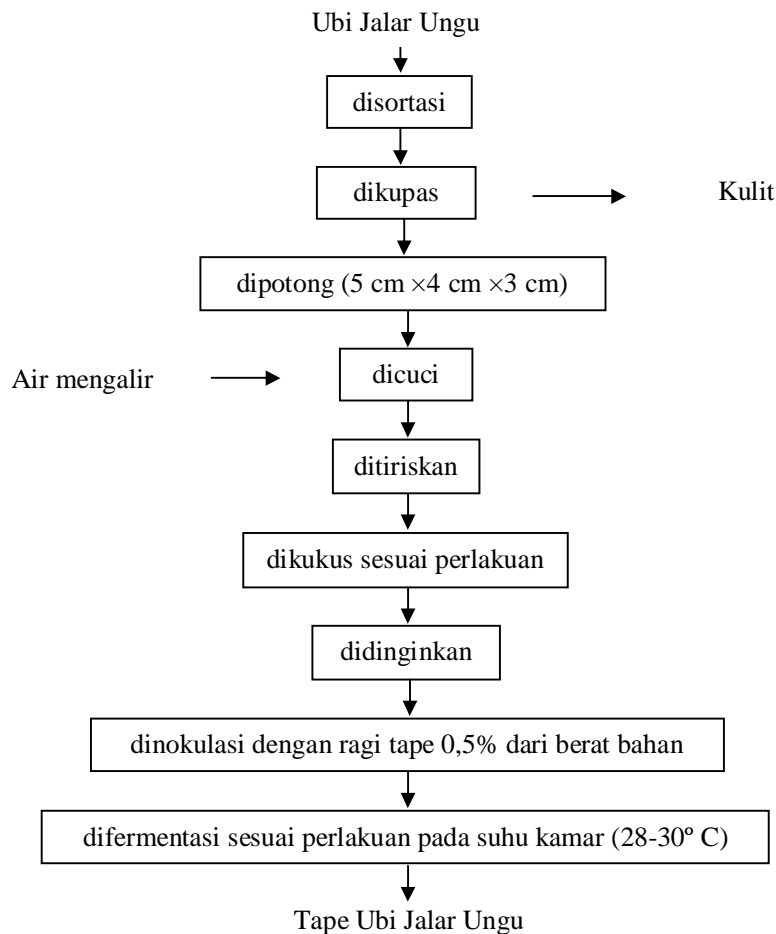 Ubi Jalar Ungu
disortasi
dikupas
Kulit
dipotong (5 cm ×4 cm ×3 cm)
Air mengalir
dicuci
ditiriskan
dikukus sesuai perlakuan
didinginkan
dinokulasi dengan ragi tape 0,5% dari berat bahan
difermentasi sesuai perlakuan pada suhu kamar (28-30º C)
Tape Ubi Jalar Ungu